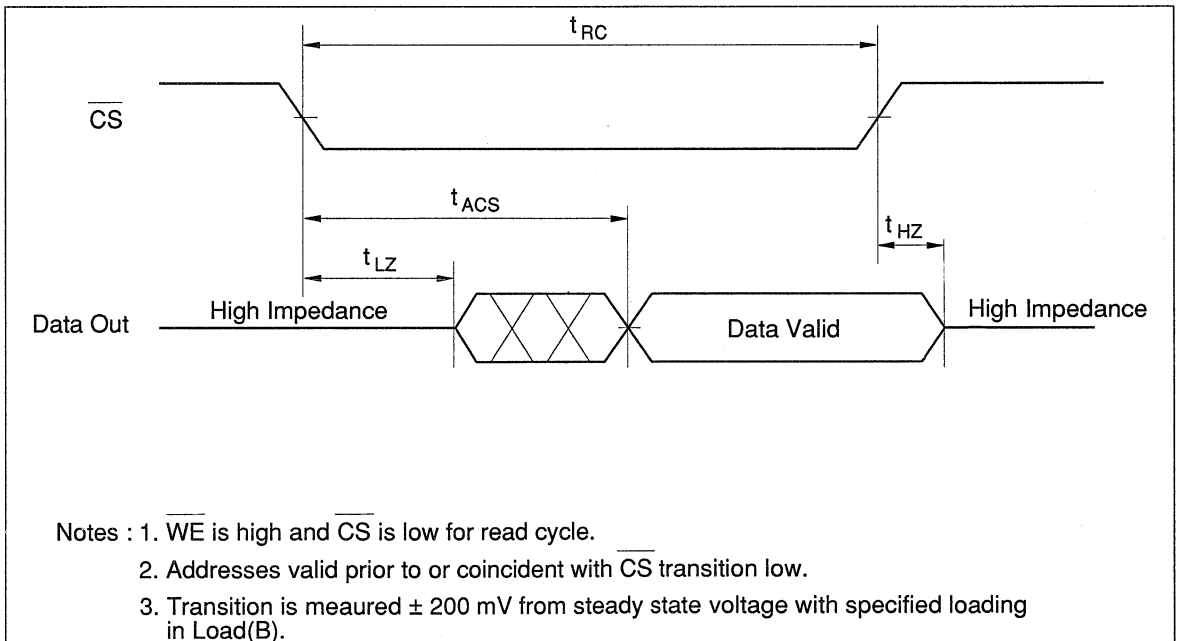 tRC
CS
tACS
tHZ
tLZ
High Impedance
High Impedance
Data Out
Data Valid
Notes : 1. WE is high and CS is low for read cycle.
2. Addresses valid prior to or coincident with CS transition low.
3. Transition is meaured ± 200 mV from steady state voltage with specified loading
in Load(B).